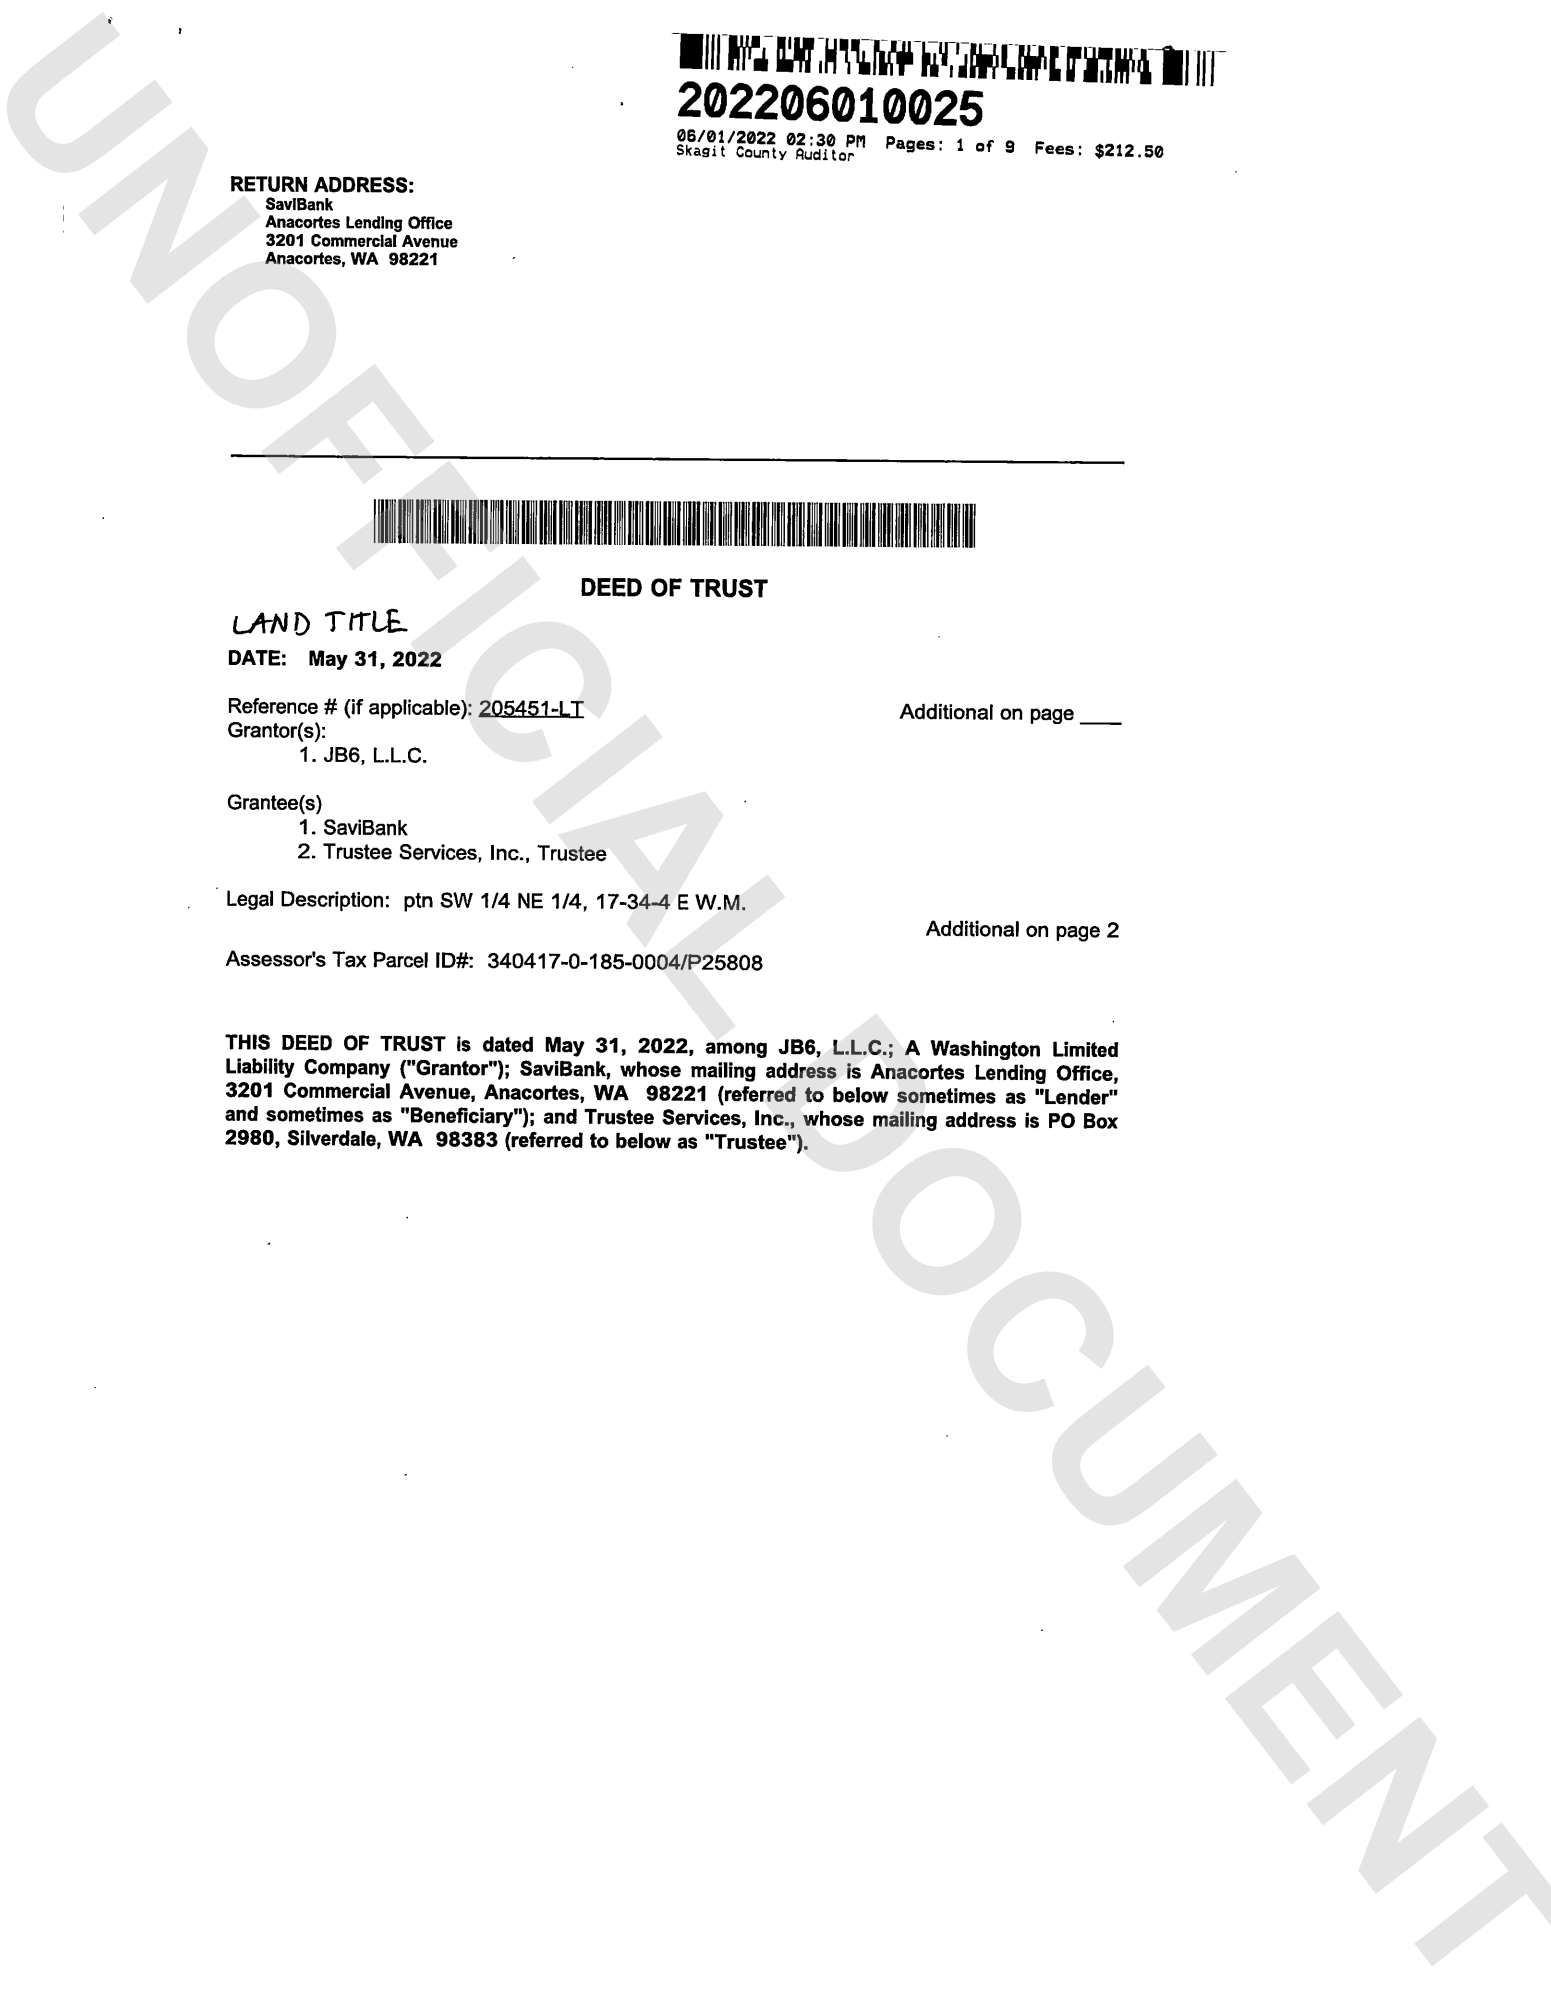 202206010025
06/01/2022 02:30 PM Pages: 1 of 9 Fees: $212.50
Skagit County Auditor
RETURN ADDRESS:
SaviBank
Anacortes Lending Office
3201 Commercial Avenue
Anacortes, WA 98221
DEED OF TRUST
LAND TITLE
DATE: May 31, 2022
Reference # (if applicable): 205451-LT Additional on page ____
Grantor(s):
1. JB6, L.L.C.
Grantee(s)
1. SaviBank
2. Trustee Services, Inc., Trustee
Legal Description: ptn SW 1/4 NE 1/4, 17-34-4 E W.M.
Additional on page 2
Assessor's Tax Parcel ID#: 340417-0-185-0004/P25808
THIS DEED OF TRUST is dated May 31, 2022, among JB6, L.L.C.; A Washington Limited
Liability Company ("Grantor"); SaviBank, whose mailing address is Anacortes Lending Office,
3201 Commercial Avenue, Anacortes, WA 98221 (referred to below sometimes as "Lender"
and sometimes as "Beneficiary"); and Trustee Services, Inc., whose mailing address is PO Box
2980, Silverdale, WA 98383 (referred to below as "Trustee").
UNOFFICIAL DOCUMENT